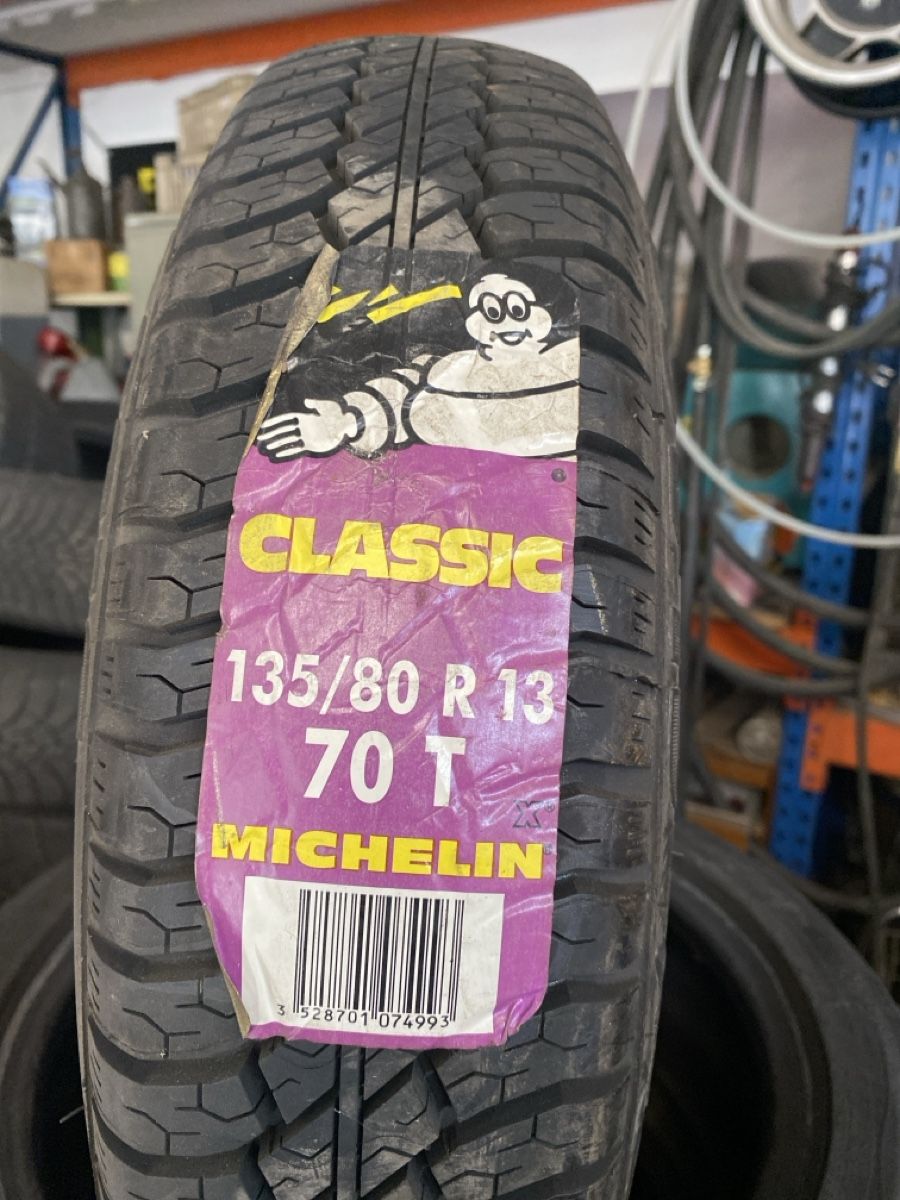 CLASSIC
135/80 R 13
70 T
X
MICHELIN
3 528701 074993